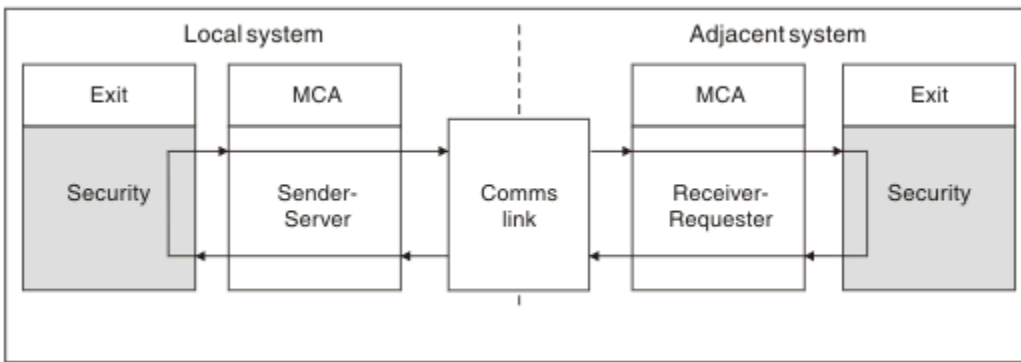 Local system
Adjacent system
Exit
MCA
MCA
Exit
Security
Sender-
Server
Comms
link
Receiver-
Requester
Security